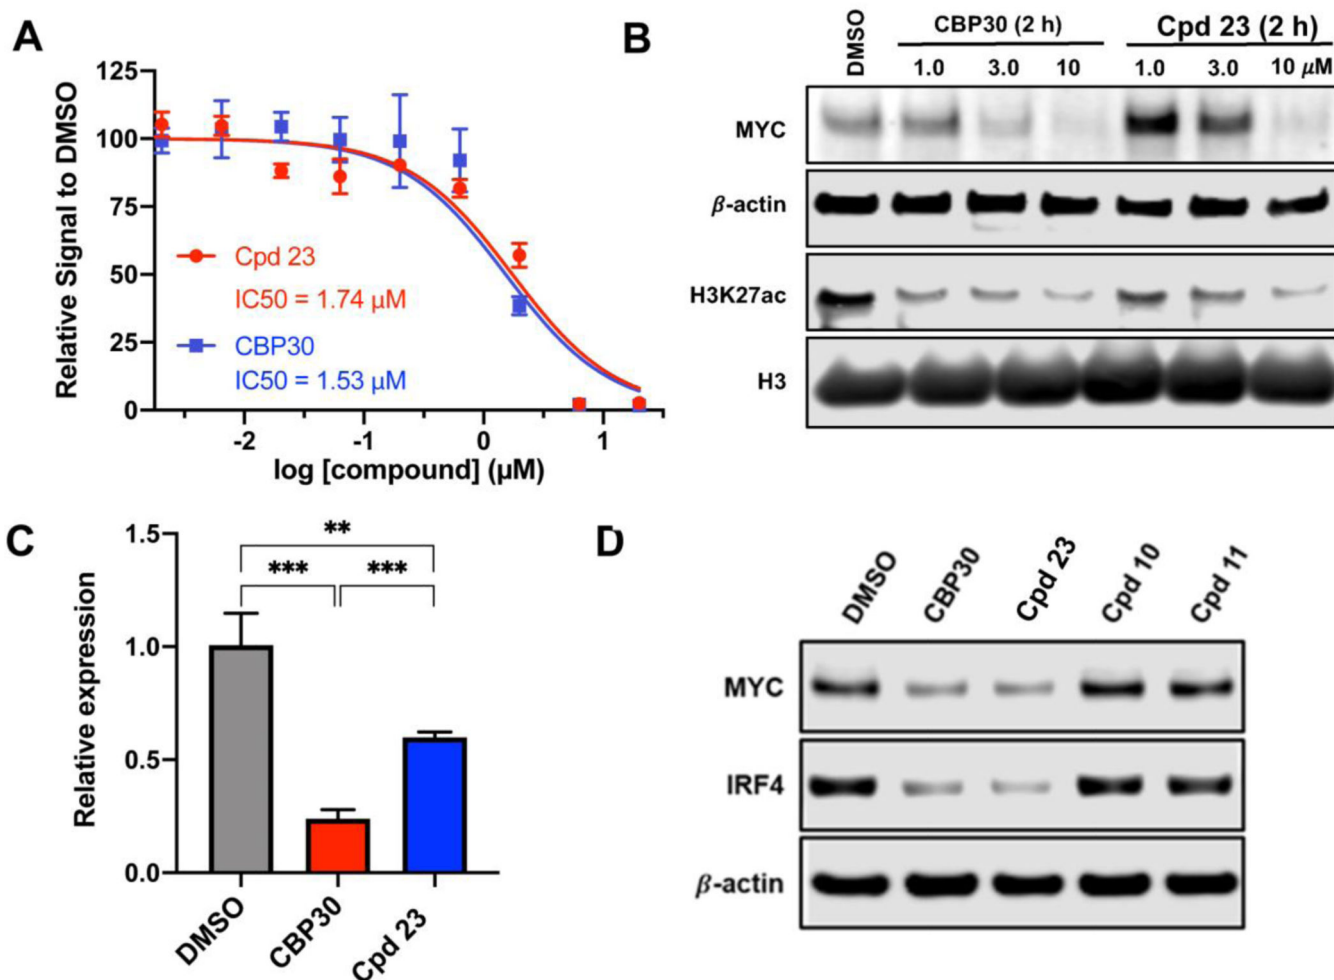 A
125
100
75
50
25
0
Relative Signal to DMSO
Cpd 23
IC50 = 1.74 µM
CBP30
IC50 = 1.53 µM
-2 -1 0 1
log [compound] (µM)
B
DMSO
CBP30 (2 h)
Cpd 23 (2 h)
1.0 3.0 10 1.0 3.0 10 µM
MYC
β-actin
H3K27ac
H3
C
1.5
1.0
0.5
0.0
Relative expression
**
*** ***
DMSO
CBP30
Cpd 23
D
DMSO
CBP30
Cpd 23
Cpd 10
Cpd 11
MYC
IRF4
β-actin